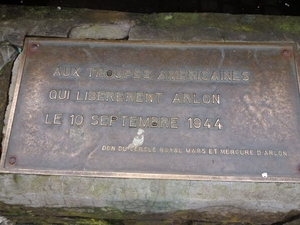 AUX TROUPES AMERICAINES
QUI LIBERERENT ARLON
LE 10 SEPTEMBRE 1944
DON DU CERCLE ROYAL MARS ET MERCURE D'ARLON